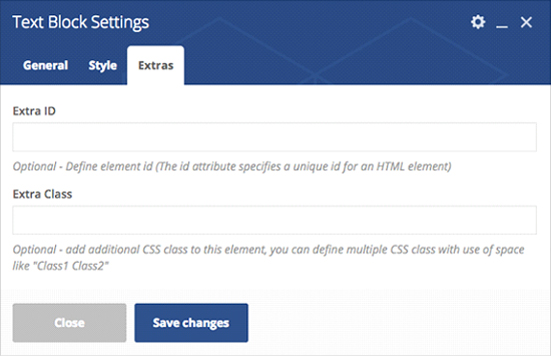 Text Block Settings
General Style Extras
Extra ID
Optional - Define element id (The id attribute specifies a unique id for an HTML element)
Extra Class
Optional - add additional CSS class to this element, you can define multiple CSS class with use of space
like "Class1 Class2"
Close Save changes